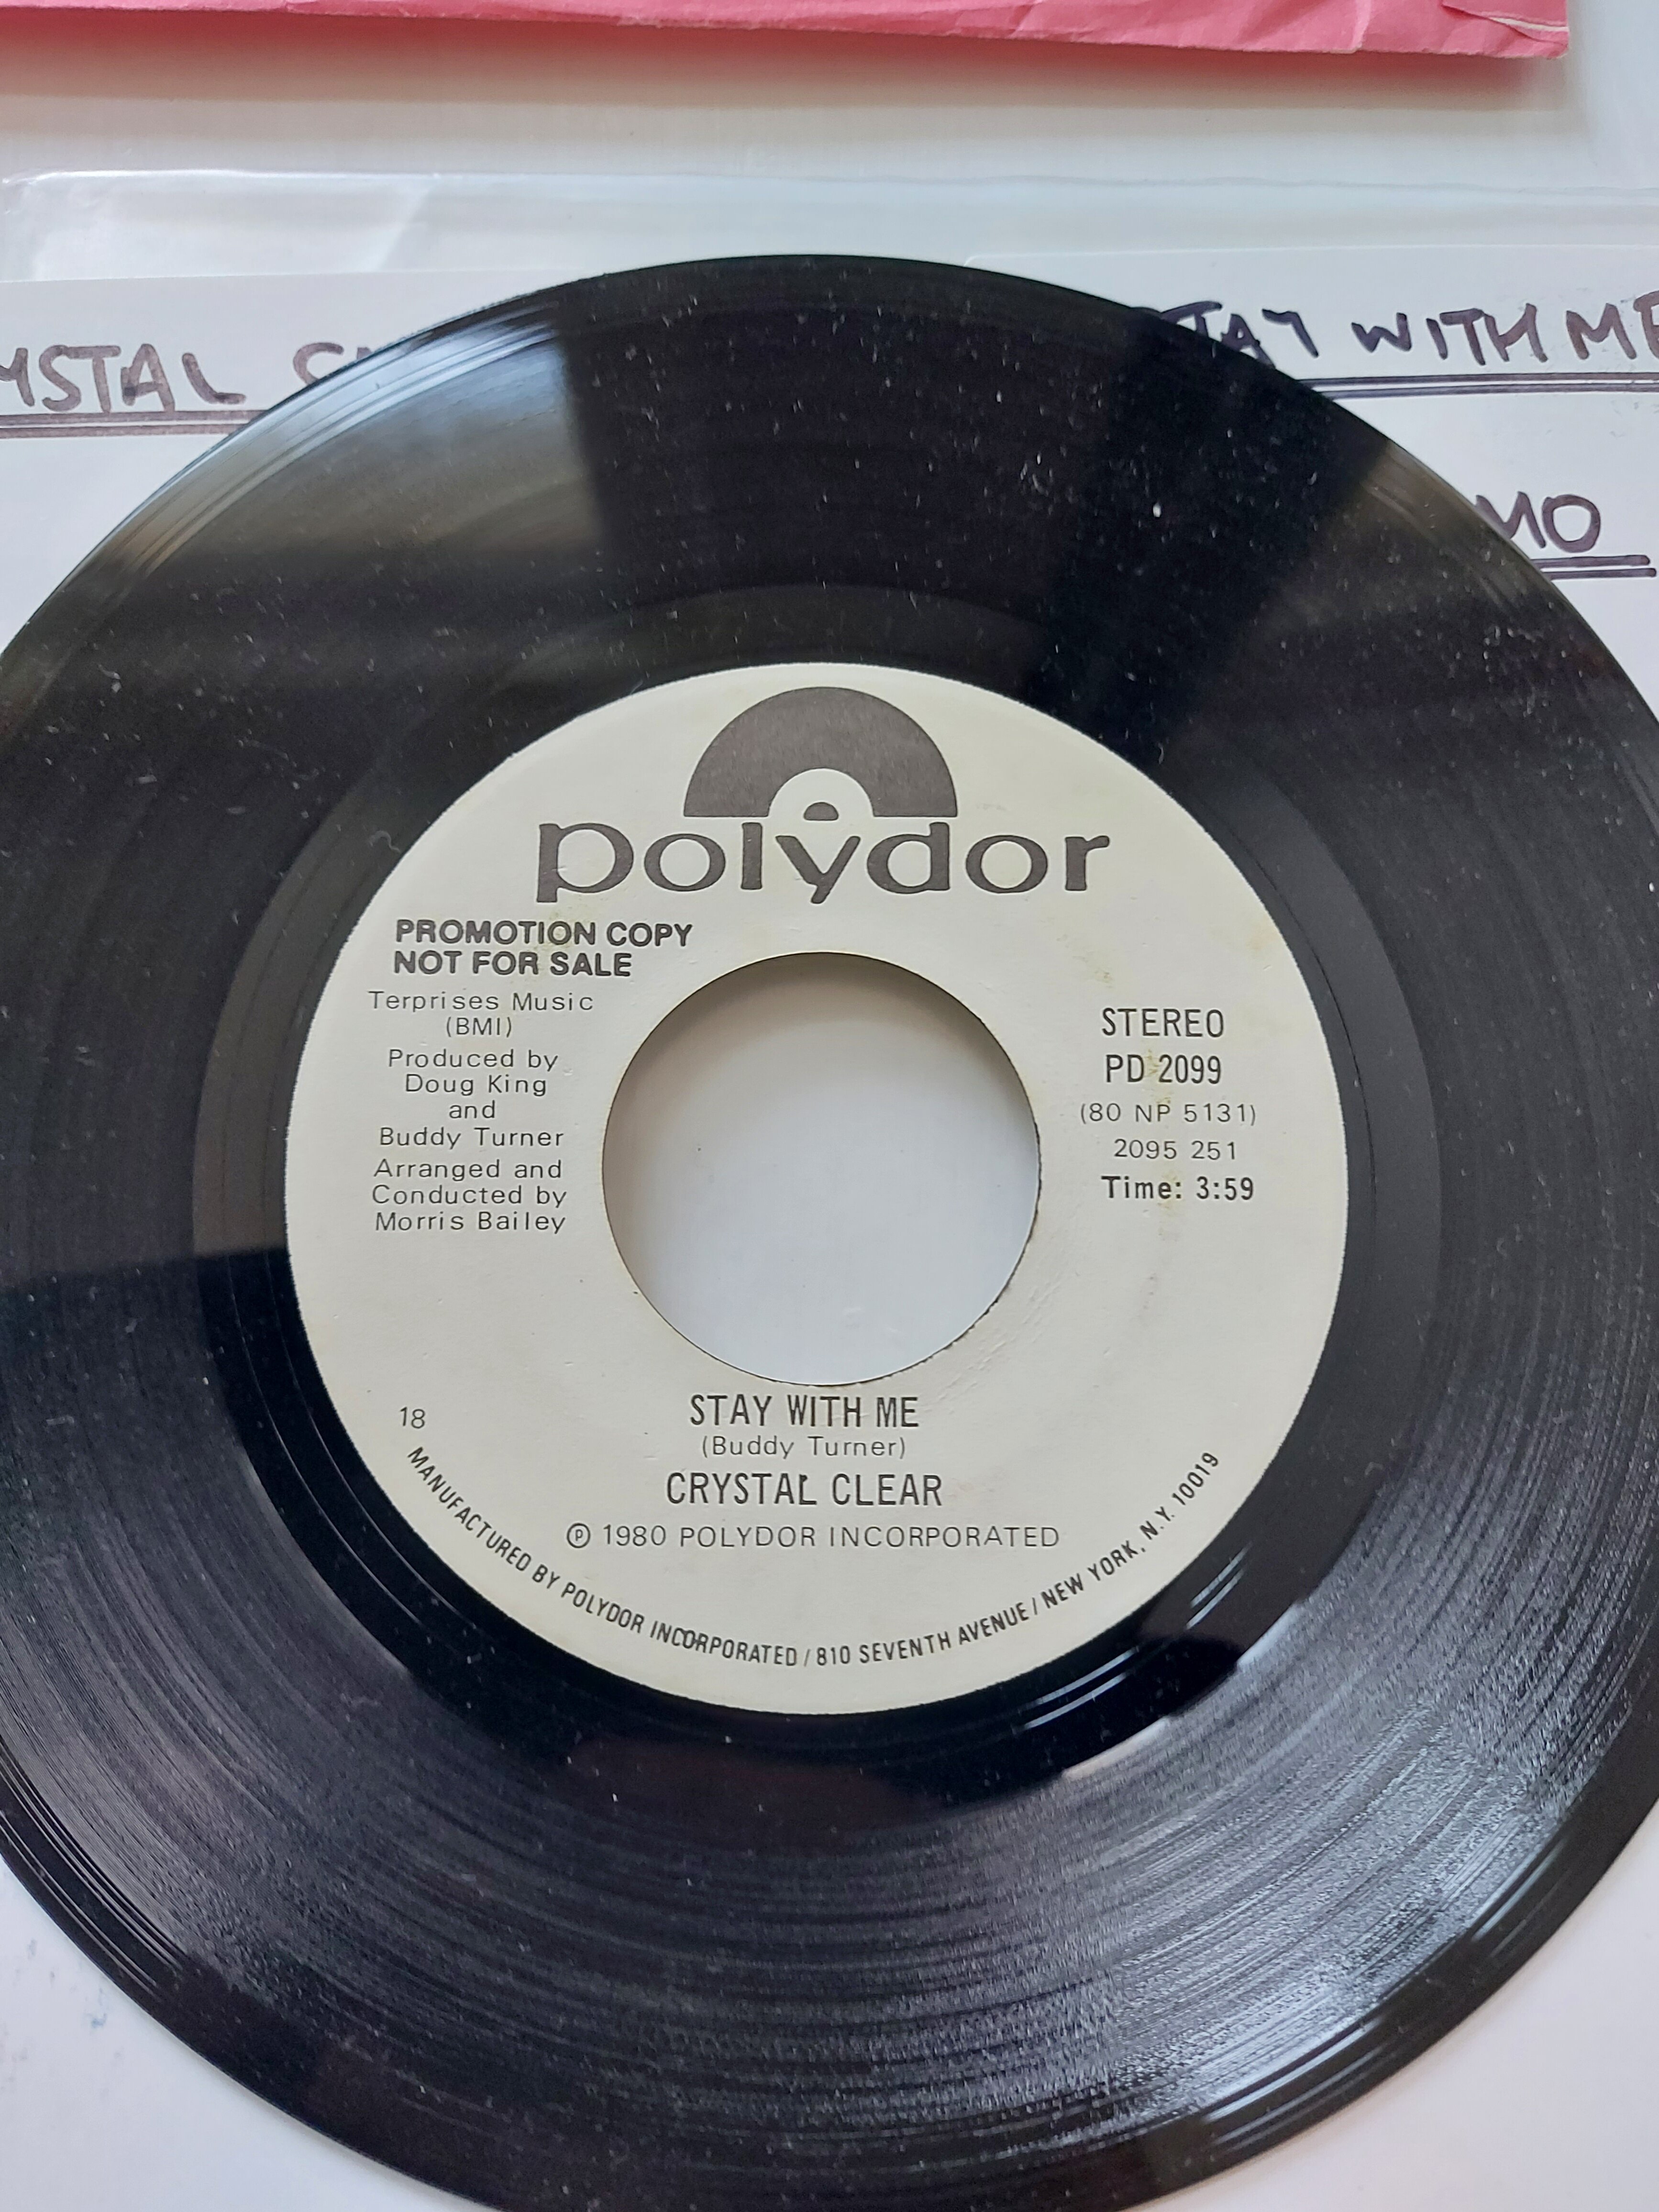 STAL
STAY WITH ME
MO
polydor
PROMOTION COPY
NOT FOR SALE
Terprises Music
(BMI)
Produced by
Doug King
and
Buddy Turner
Arranged and
Conducted by
Morris Bailey
STEREO
PD 2099
(80 NP 5131)
2095 251
Time: 3:59
18
STAY WITH ME
(Buddy Turner)
CRYSTAL CLEAR
Ⓟ 1980 POLYDOR INCORPORATED
MANUFACTURED BY POLYDOR INCORPORATED / 810 SEVENTH AVENUE / NEW YORK, N.Y. 10019